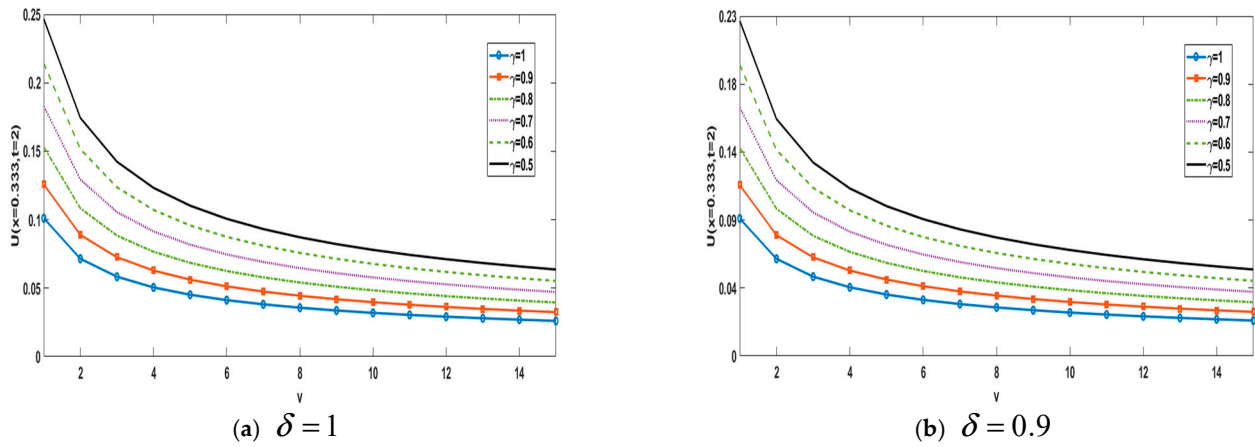 0.25
0.2
0.15
0.10
0.05
0
U(x=0.333,t=2)
2 4 6 8 10 12 14
v
γ=1
γ=0.9
γ=0.8
γ=0.7
γ=0.6
γ=0.5
(a) δ = 1
0.23
0.18
0.14
0.09
0.04
0
U(x=0.333,t=2)
2 4 6 8 10 12 14
v
γ=1
γ=0.9
γ=0.8
γ=0.7
γ=0.6
γ=0.5
(b) δ = 0.9